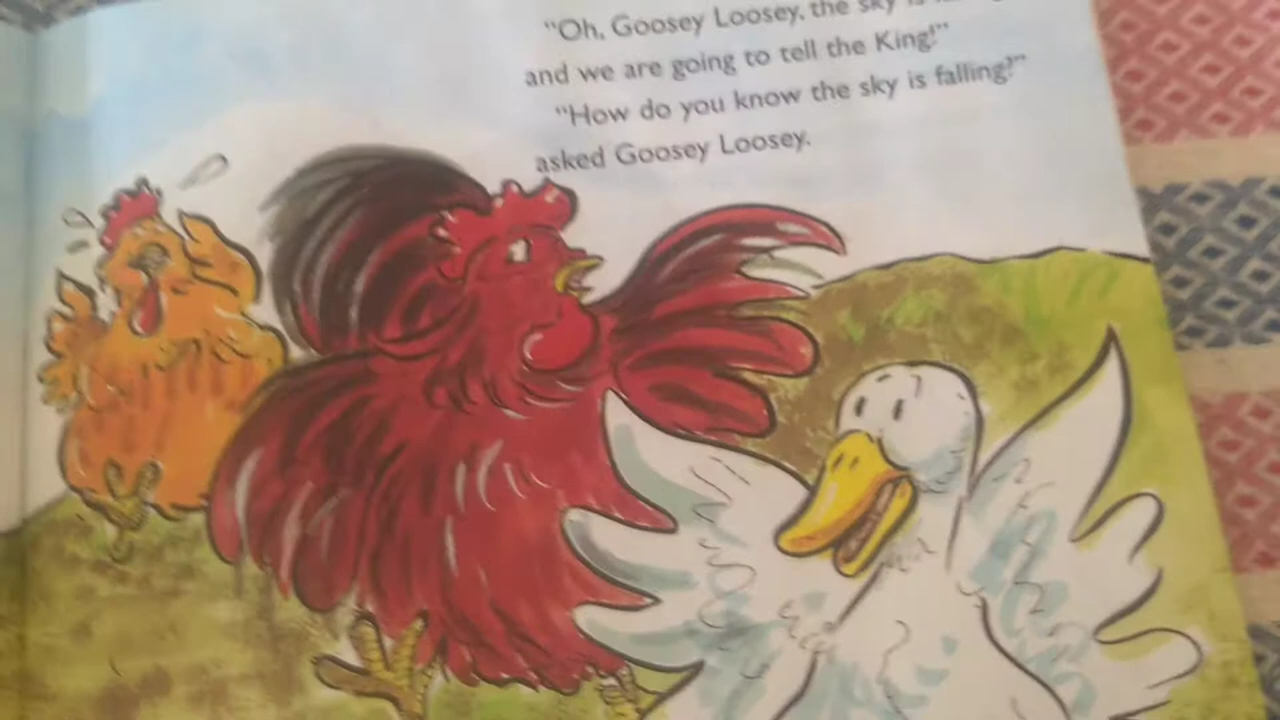 “Oh, Goosey Loosey, the sky is
and we are going to tell the King!”
“How do you know the sky is falling?”
asked Goosey Loosey.